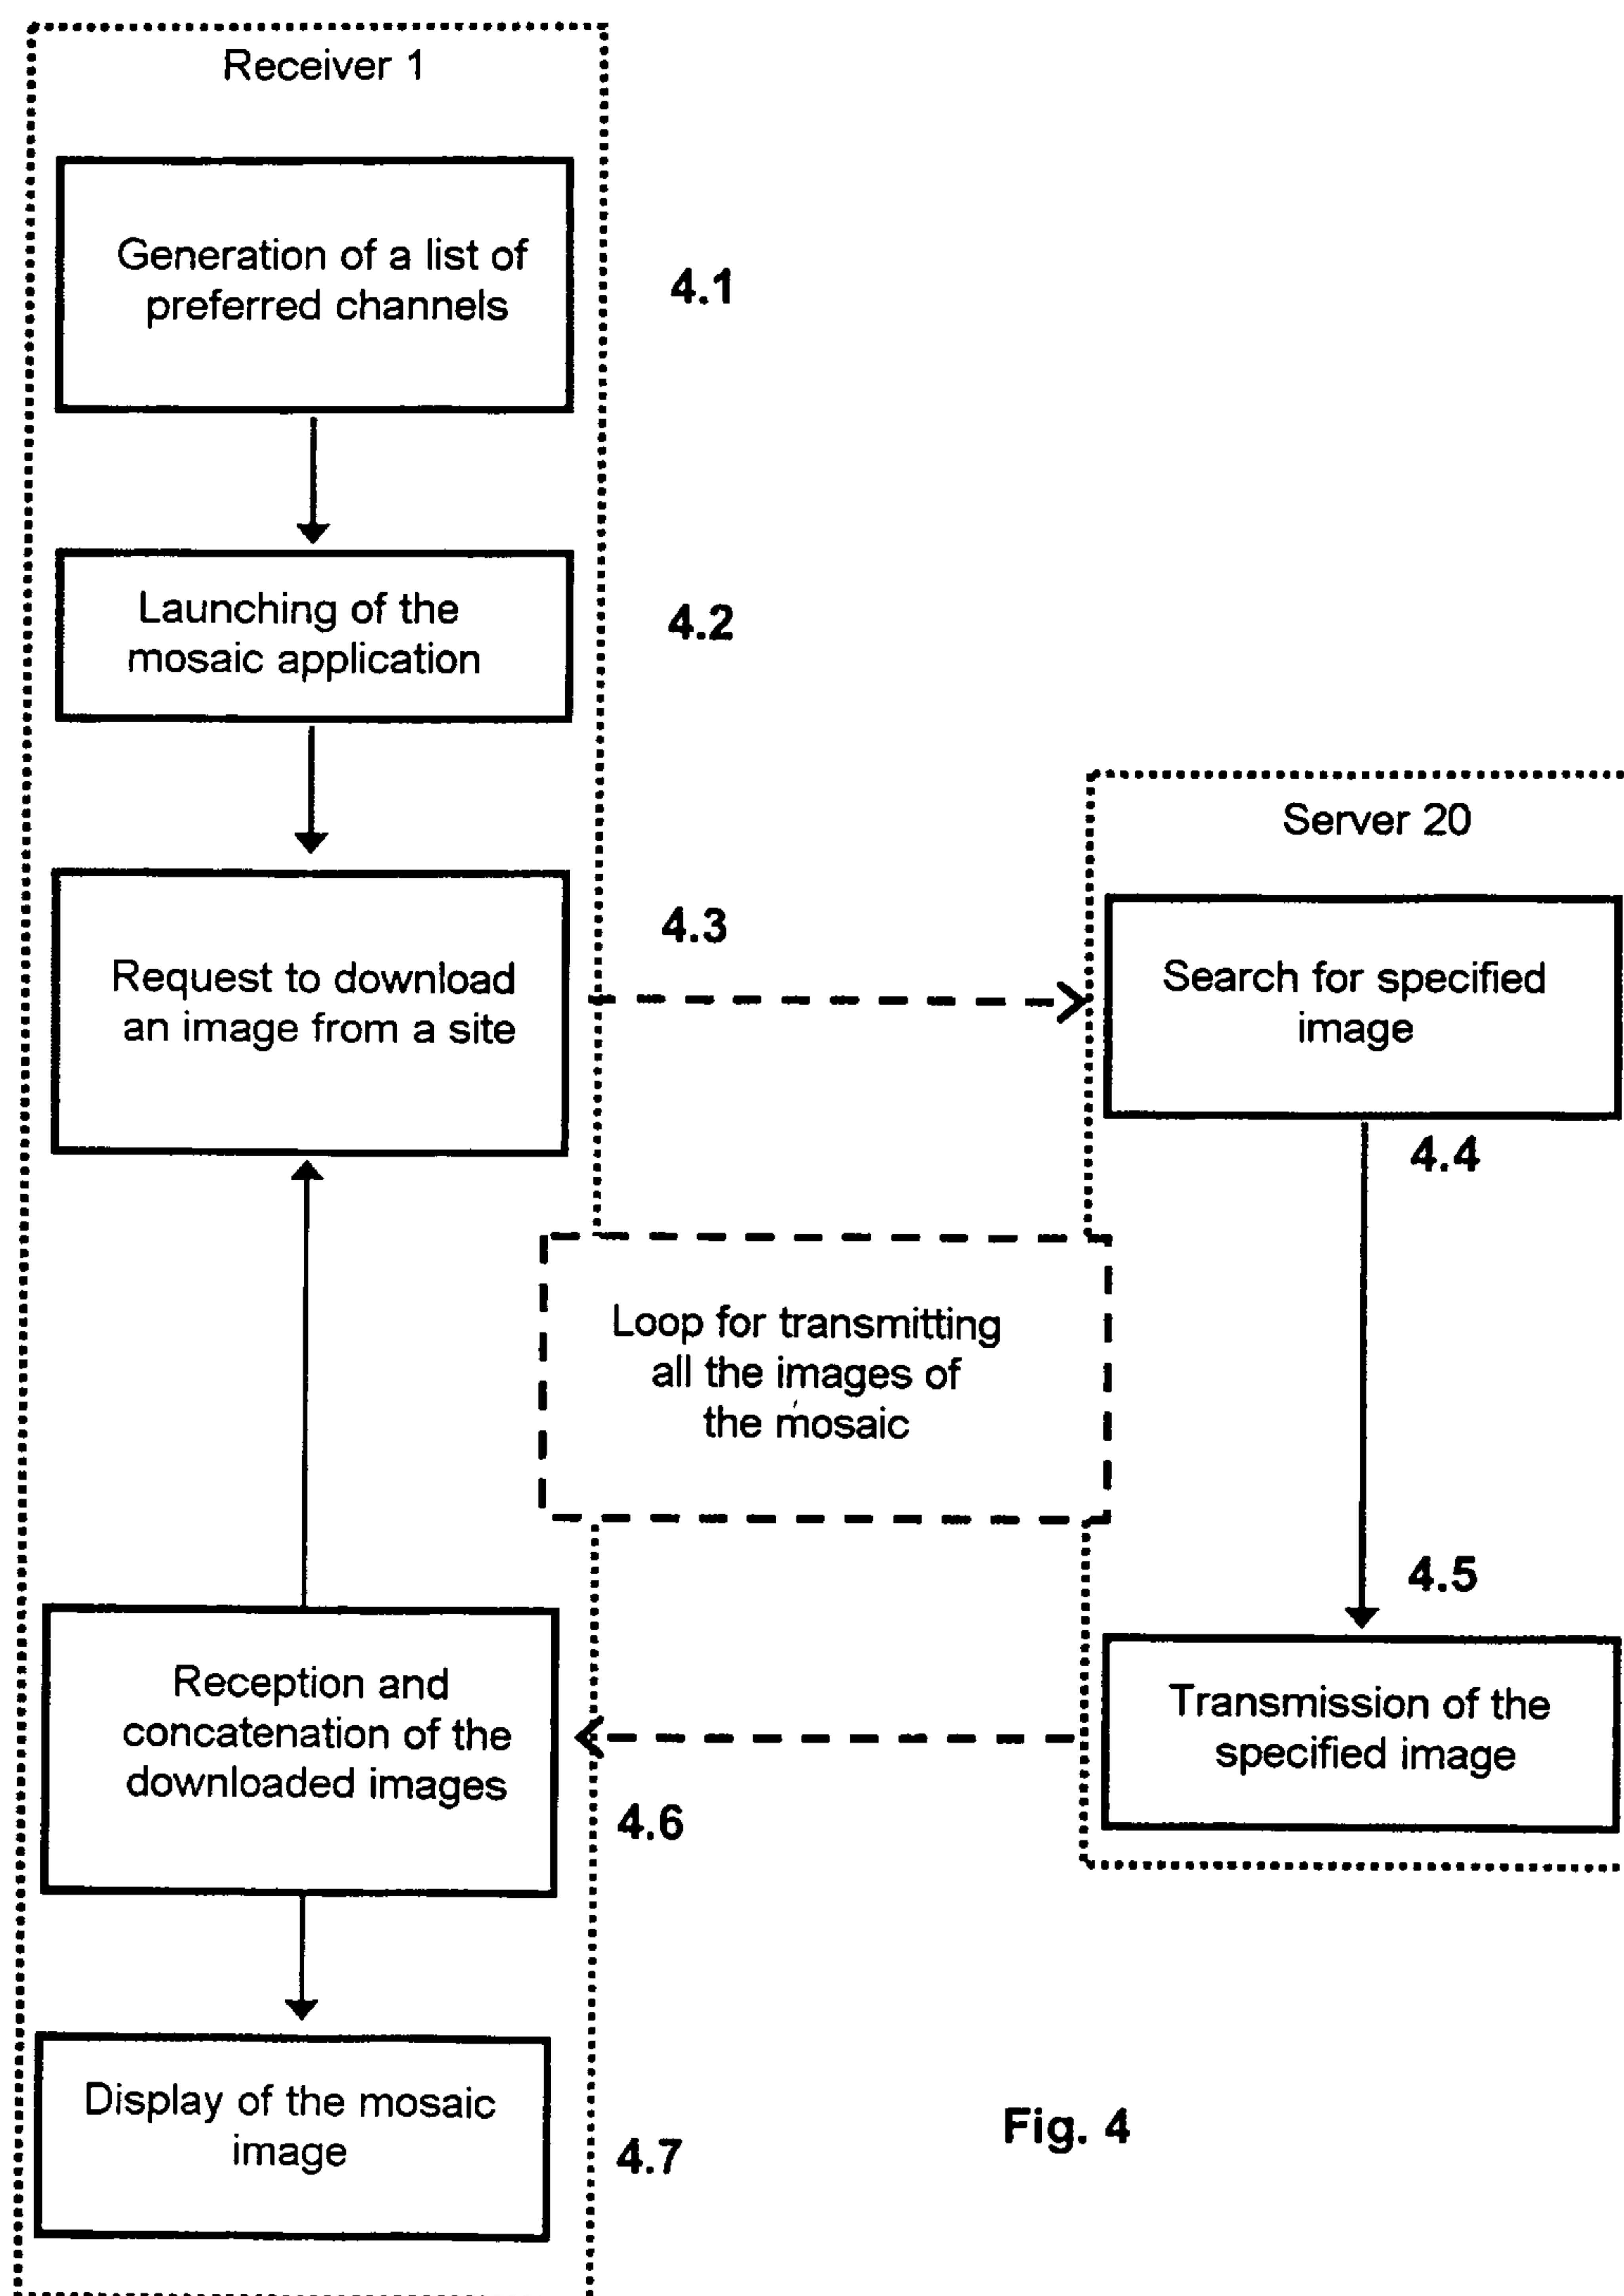 Receiver 1
Generation of a list of
preferred channels
4.1
Launching of the
mosaic application
4.2
Request to download
an image from a site
4.3
Server 20
Search for specified
image
4.4
Loop for transmitting
all the images of
the mosaic
4.5
Transmission of the
specified image
Reception and
concatenation of the
downloaded images
4.6
Display of the mosaic
image
4.7
Fig. 4